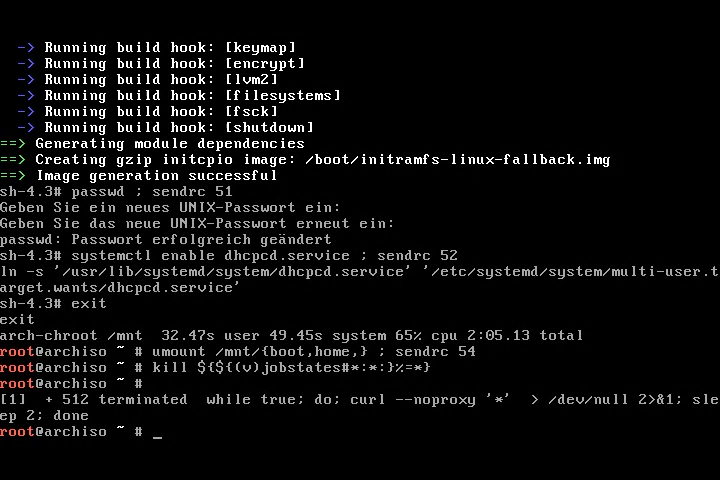 -> Running build hook: [keymap]
-> Running build hook: [encrypt]
-> Running build hook: [lvm2]
-> Running build hook: [filesystems]
-> Running build hook: [fsck]
-> Running build hook: [shutdown]
==> Generating module dependencies
==> Creating gzip initcpio image: /boot/initramfs-linux-fallback.img
==> Image generation successful
sh-4.3# passwd ; sendrc 51
Geben Sie ein neues UNIX-Passwort ein:
Geben Sie das neue UNIX-Passwort erneut ein:
passwd: Passwort erfolgreich geändert
sh-4.3# systemctl enable dhcpcd.service ; sendrc 52
ln -s '/usr/lib/systemd/system/dhcpcd.service' '/etc/systemd/system/multi-user.t
arget.wants/dhcpcd.service'
sh-4.3# exit
exit
arch-chroot /mnt  32.47s user 49.45s system 65% cpu 2:05.13 total
root@archiso ~ # umount /mnt/{boot,home,} ; sendrc 54
root@archiso ~ # kill ${${(v)jobstates#*:*:}%=*}
root@archiso ~ #
[1]  + 512 terminated  while true; do; curl --noproxy '*'  > /dev/null 2>&1; sle
ep 2; done
root@archiso ~ # _